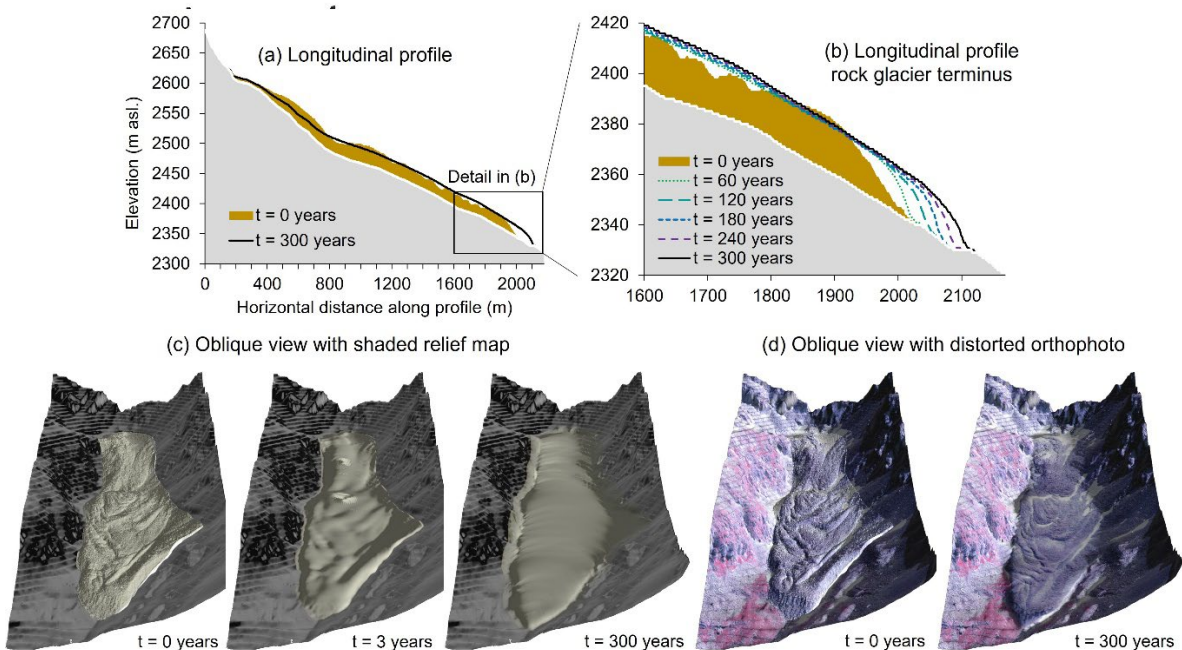 2700
2650
2600
2550
2500
2450
2400
2350
2300
Elevation (m asl.)
(a) Longitudinal profile
Detail in (b)
t = 0 years
t = 300 years
0
400
800
1200
1600
2000
Horizontal distance along profile (m)
2420
2400
2380
2360
2340
2320
(b) Longitudinal profile
rock glacier terminus
t = 0 years
t = 60 years
t = 120 years
t = 180 years
t = 240 years
t = 300 years
1600
1700
1800
1900
2000
2100
(c) Oblique view with shaded relief map
t = 0 years
t = 3 years
t = 300 years
(d) Oblique view with distorted orthophoto
t = 0 years
t = 300 years